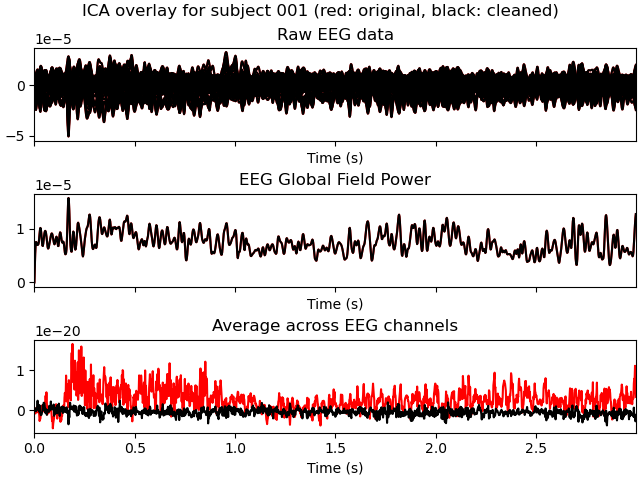 ICA overlay for subject 001 (red: original, black: cleaned)
Raw EEG data
1e−5
0
−5
Time (s)
EEG Global Field Power
1e−5
1
0
Time (s)
Average across EEG channels
1e−20
1
0
0.0 0.5 1.0 1.5 2.0 2.5
Time (s)